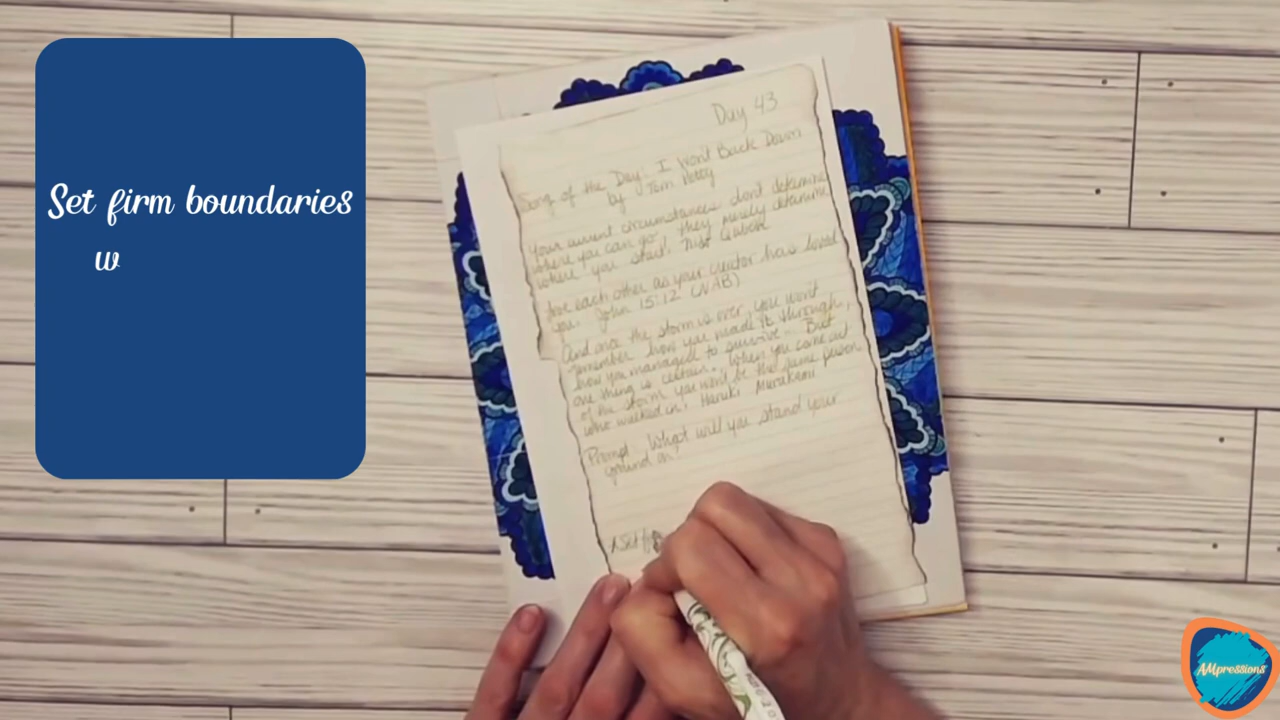 Set firm boundaries
w
Day 43
Song of the Day: I Won't Back Down
by Tom Petty
Your current circumstances don't determine
where you can go; they merely determine
where you start. Nido Qubein
Love each other as your creator has loved
you. John 15:12 (NAB)
And once the storm is over, you won't
remember how you made it through,
how you managed to survive... But
one thing is certain. When you come out
of the storm you won't be the same person
who walked in. Haruki Murakami
Prompt: What will you stand your
ground on?
Set
AMpressions